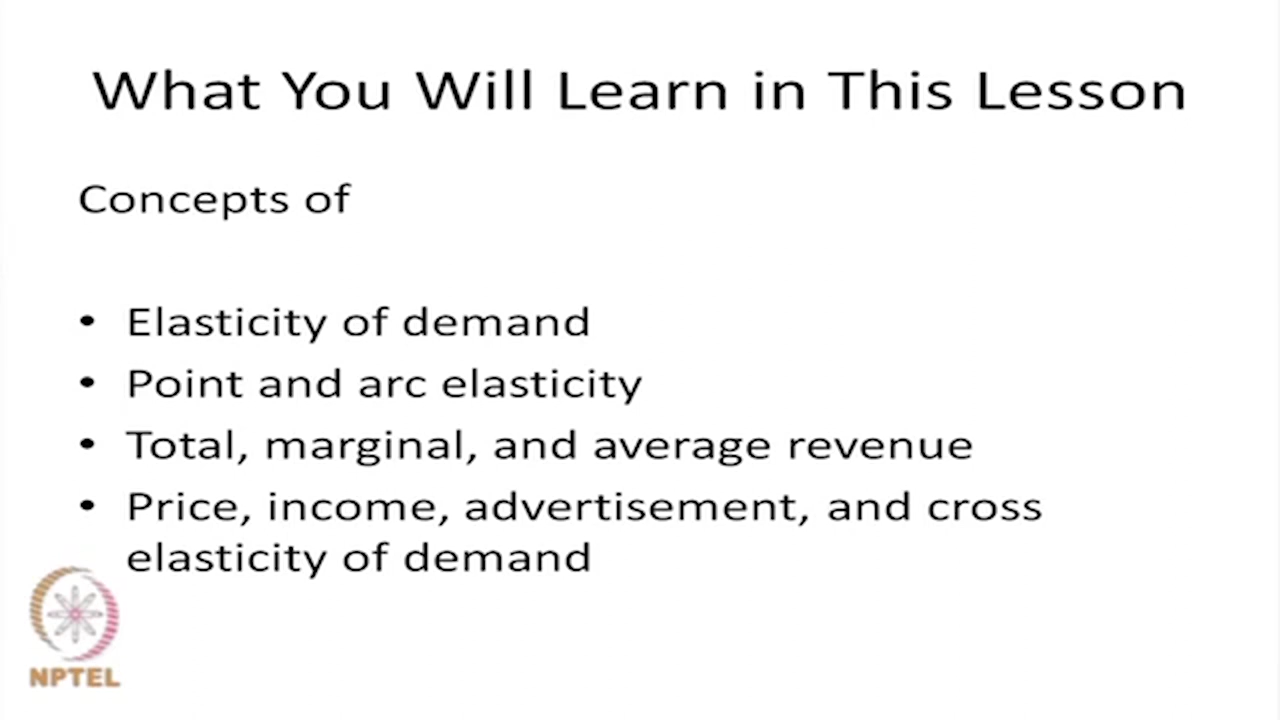 What You Will Learn in This Lesson
Concepts of
• Elasticity of demand
• Point and arc elasticity
• Total, marginal, and average revenue
• Price, income, advertisement, and cross
elasticity of demand
NPTEL